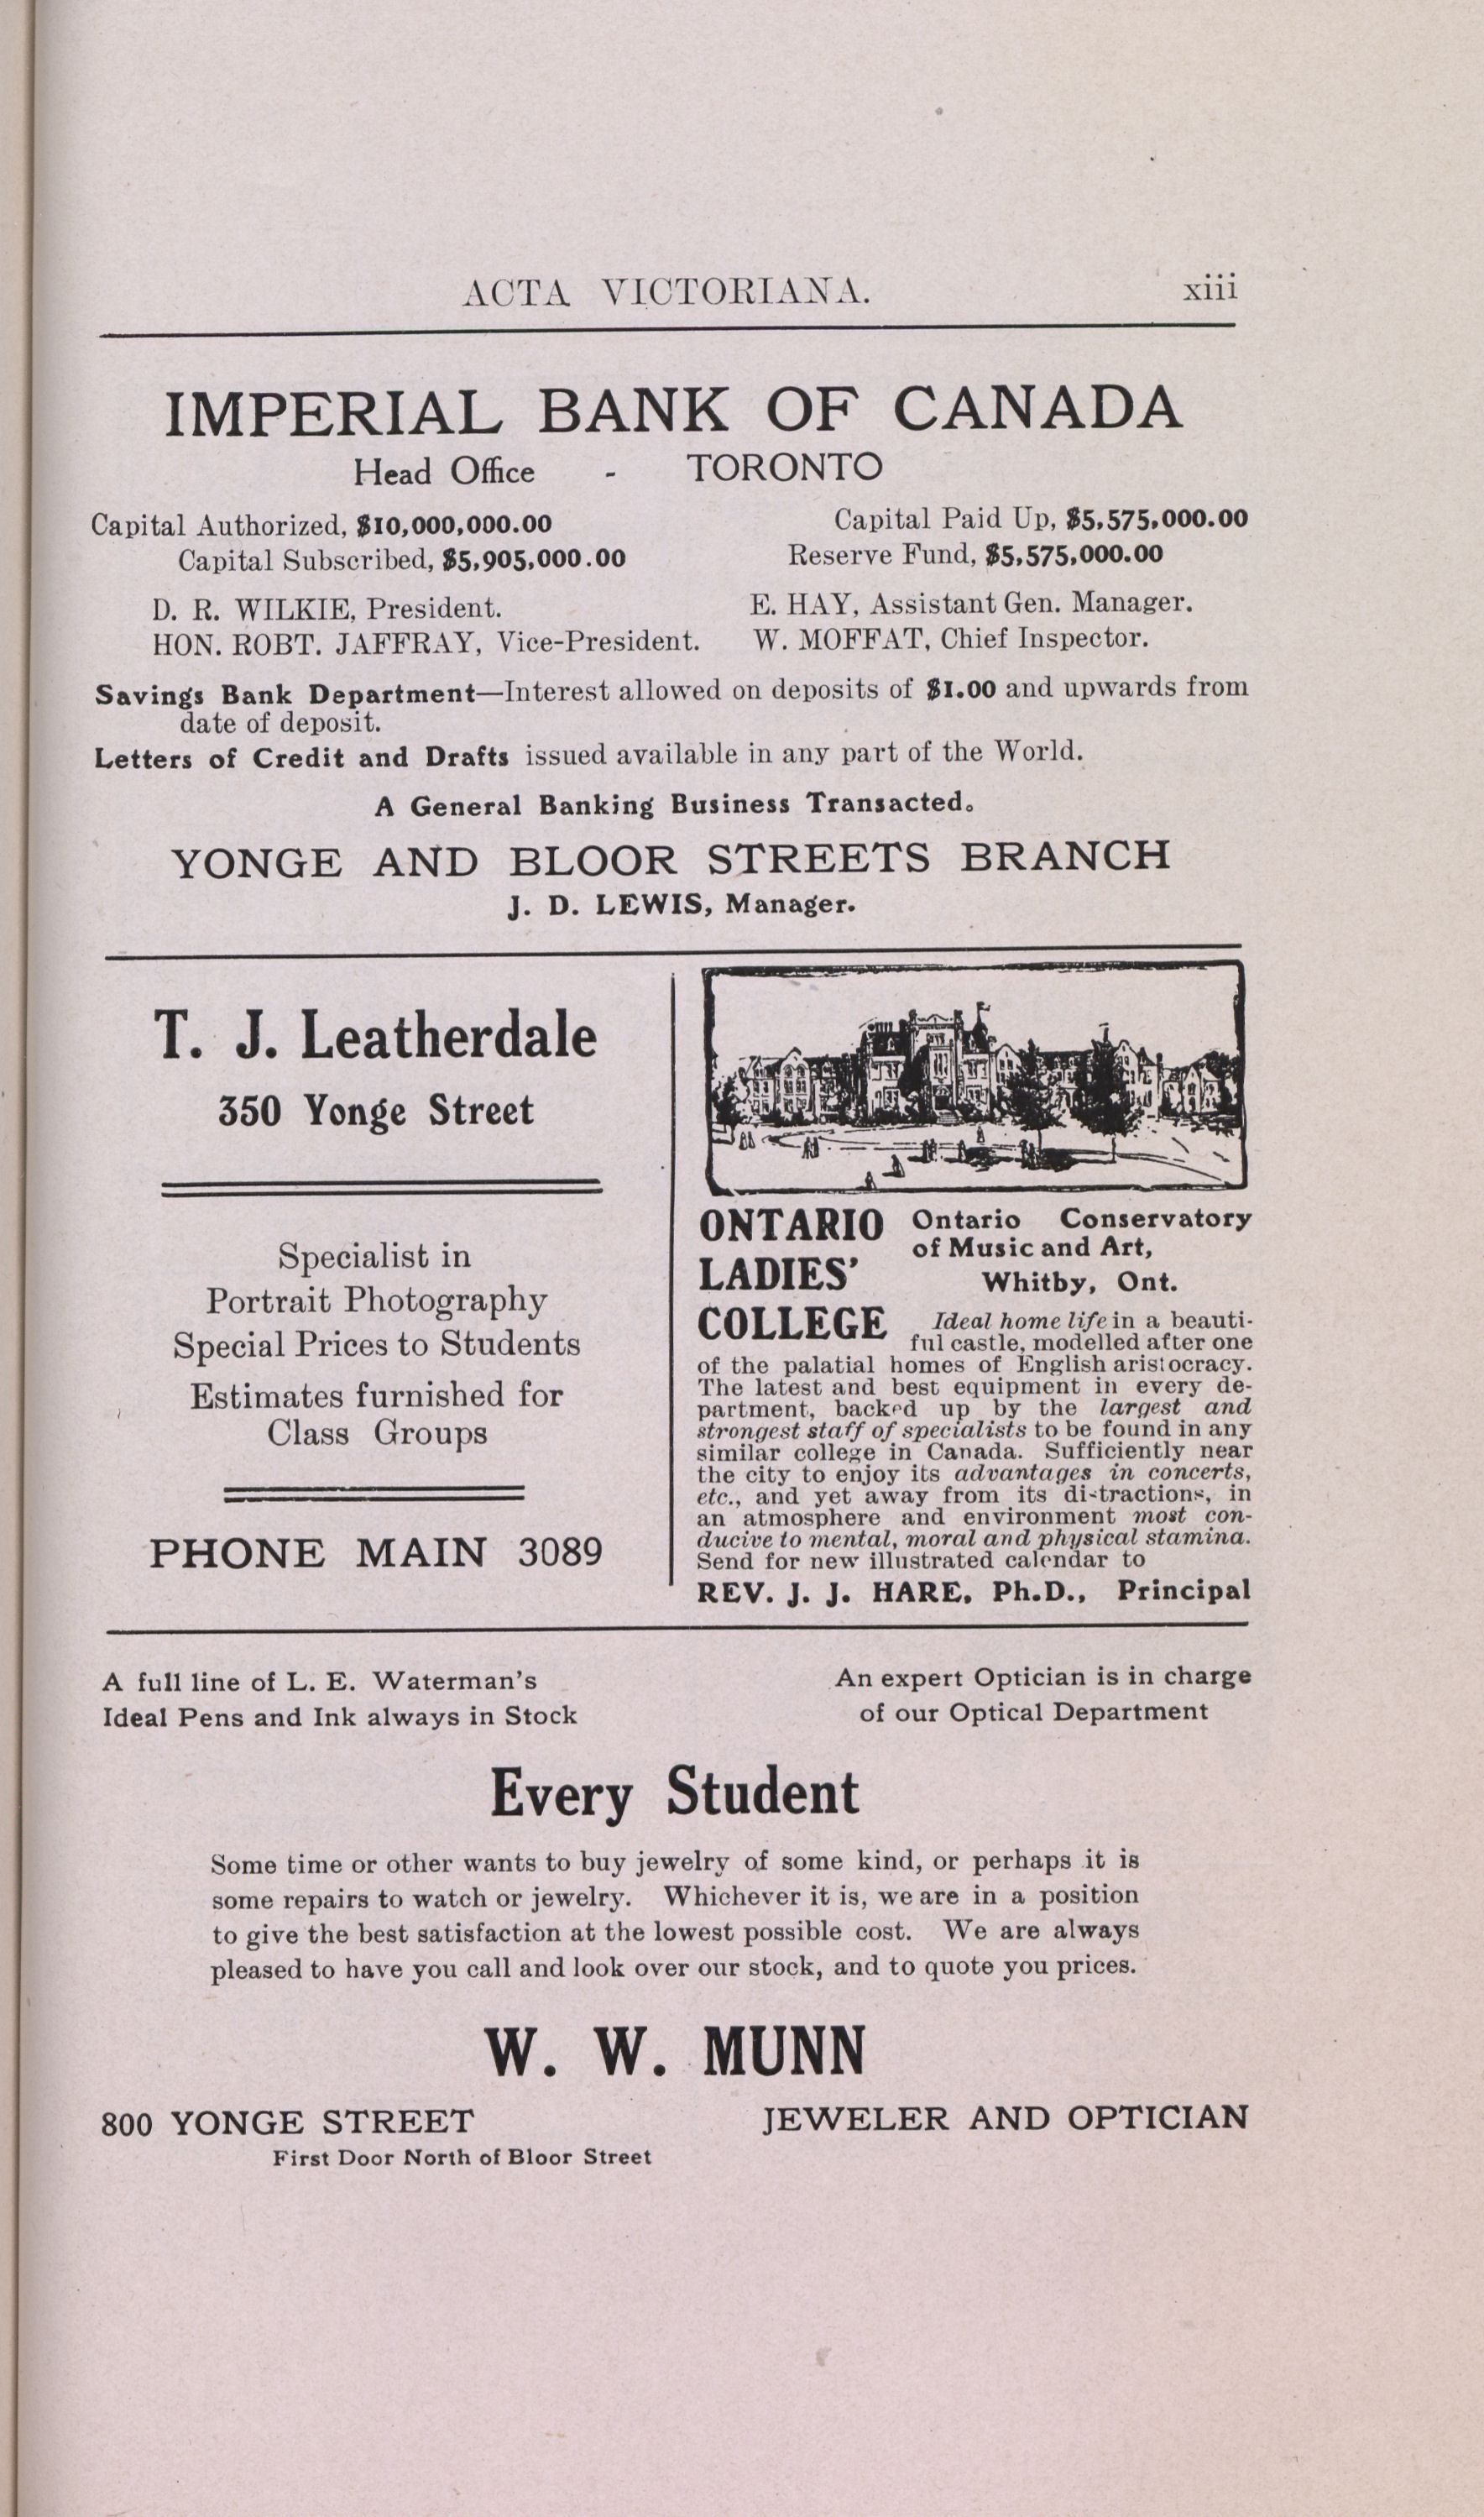 ACTA VICTORIANA. xiii
IMPERIAL BANK OF CANADA
Head Office - TORONTO
Capital Authorized, $10,000,000.00 Capital Paid Up, $5,575,000.00
Capital Subscribed, $5,905,000.00 Reserve Fund, $5,575,000.00
D. R. WILKIE, President. E. HAY, Assistant Gen. Manager.
HON. ROBT. JAFFRAY, Vice-President. W. MOFFAT, Chief Inspector.
Savings Bank Department—Interest allowed on deposits of $1.00 and upwards from
date of deposit.
Letters of Credit and Drafts issued available in any part of the World.
A General Banking Business Transacted.
YONGE AND BLOOR STREETS BRANCH
J. D. LEWIS, Manager.
T. J. Leatherdale
350 Yonge Street
Specialist in
Portrait Photography
Special Prices to Students
Estimates furnished for
Class Groups
PHONE MAIN 3089
ONTARIO
LADIES'
COLLEGE
Ontario Conservatory
of Music and Art,
Whitby, Ont.
Ideal home life in a beauti-
ful castle, modelled after one
of the palatial homes of English aristocracy.
The latest and best equipment in every de-
partment, backed up by the largest and
strongest staff of specialists to be found in any
similar college in Canada. Sufficiently near
the city to enjoy its advantages in concerts,
etc., and yet away from its distractions, in
an atmosphere and environment most con-
ducive to mental, moral and physical stamina.
Send for new illustrated calendar to
REV. J. J. HARE, Ph.D., Principal
A full line of L. E. Waterman's
Ideal Pens and Ink always in Stock
An expert Optician is in charge
of our Optical Department
Every Student
Some time or other wants to buy jewelry of some kind, or perhaps it is
some repairs to watch or jewelry. Whichever it is, we are in a position
to give the best satisfaction at the lowest possible cost. We are always
pleased to have you call and look over our stock, and to quote you prices.
W. W. MUNN
800 YONGE STREET JEWELER AND OPTICIAN
First Door North of Bloor Street